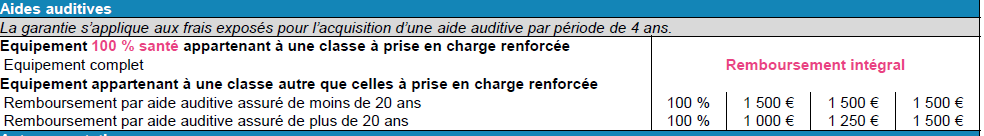 Aides auditives
La garantie s'applique aux frais exposés pour l'acquisition d'une aide auditive par période de 4 ans.
Equipement 100 % santé appartenant à une classe à prise en charge renforcée
Equipement complet Remboursement intégral
Equipement appartenant à une classe autre que celles à prise en charge renforcée
Remboursement par aide auditive assuré de moins de 20 ans 100 % 1 500 € 1 500 € 1 500 €
Remboursement par aide auditive assuré de plus de 20 ans 100 % 1 000 € 1 250 € 1 500 €